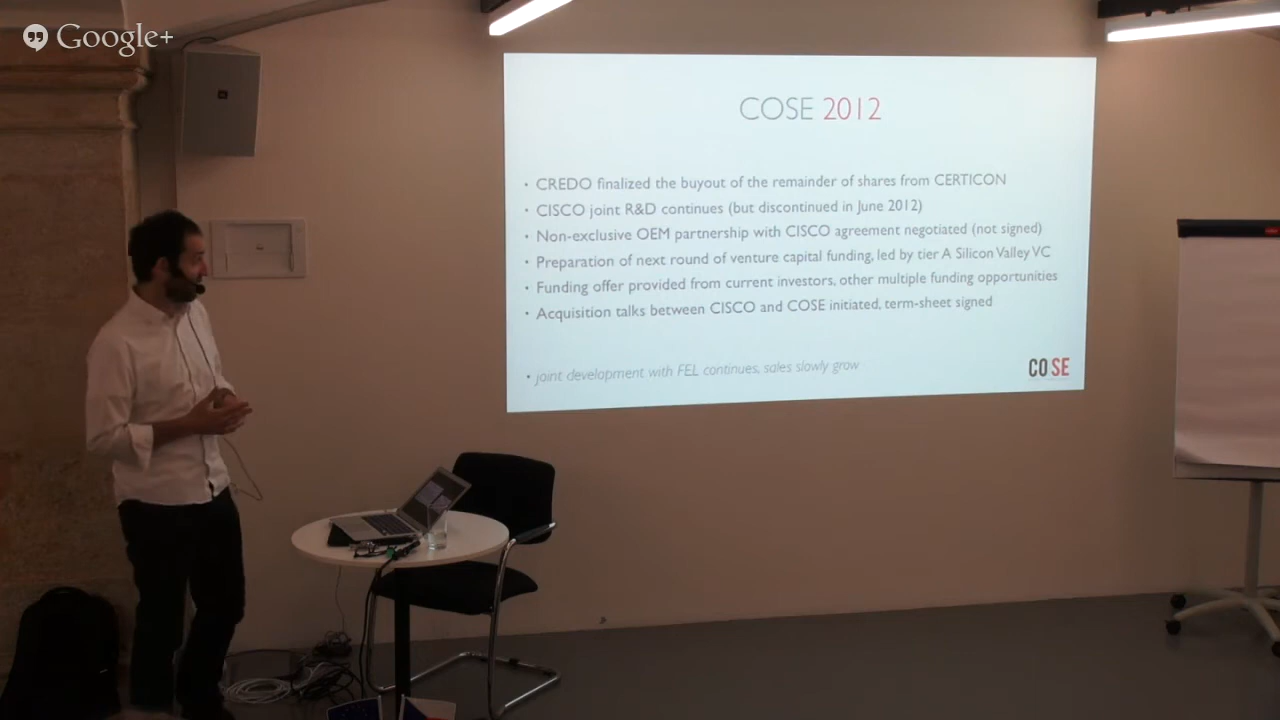 Google+
COSE 2012
• CREDO finalized the buyout of the remainder of shares from CERTICON
• CISCO joint R&D continues (but discontinued in June 2012)
• Non-exclusive OEM partnership with CISCO agreement negotiated (not signed)
• Preparation of next round of venture capital funding, led by tier A Silicon Valley VC
• Funding offer provided from current investors, other multiple funding opportunities
• Acquisition talks between CISCO and COSE initiated, term-sheet signed
• joint development with FEL continues, sales slowly grow
COSE